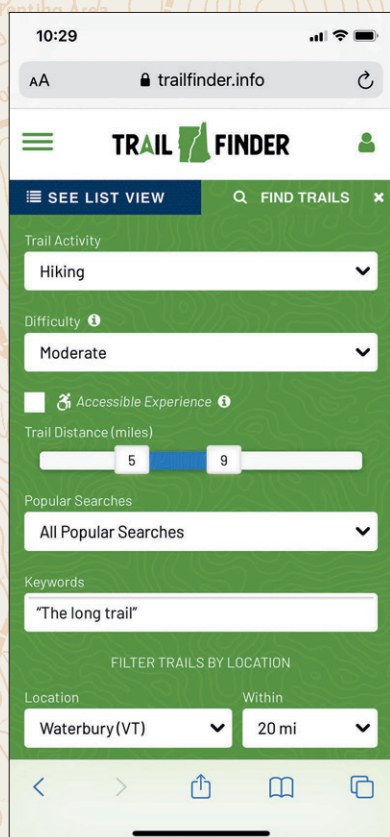 10:29
AA trailfinder.info
TRAIL FINDER
SEE LIST VIEW FIND TRAILS ×
Trail Activity
Hiking
Difficulty
Moderate
Accessible Experience
Trail Distance (miles)
5 9
Popular Searches
All Popular Searches
Keywords
“The long trail”
FILTER TRAILS BY LOCATION
Location Within
Waterbury (VT) 20 mi